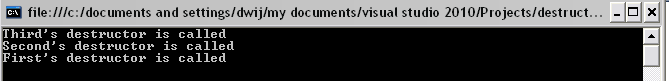 file:///c:/documents and settings/dwij/my documents/visual studio 2010/Projects/destruct...
Third's destructor is called
Second's destructor is called
First's destructor is called